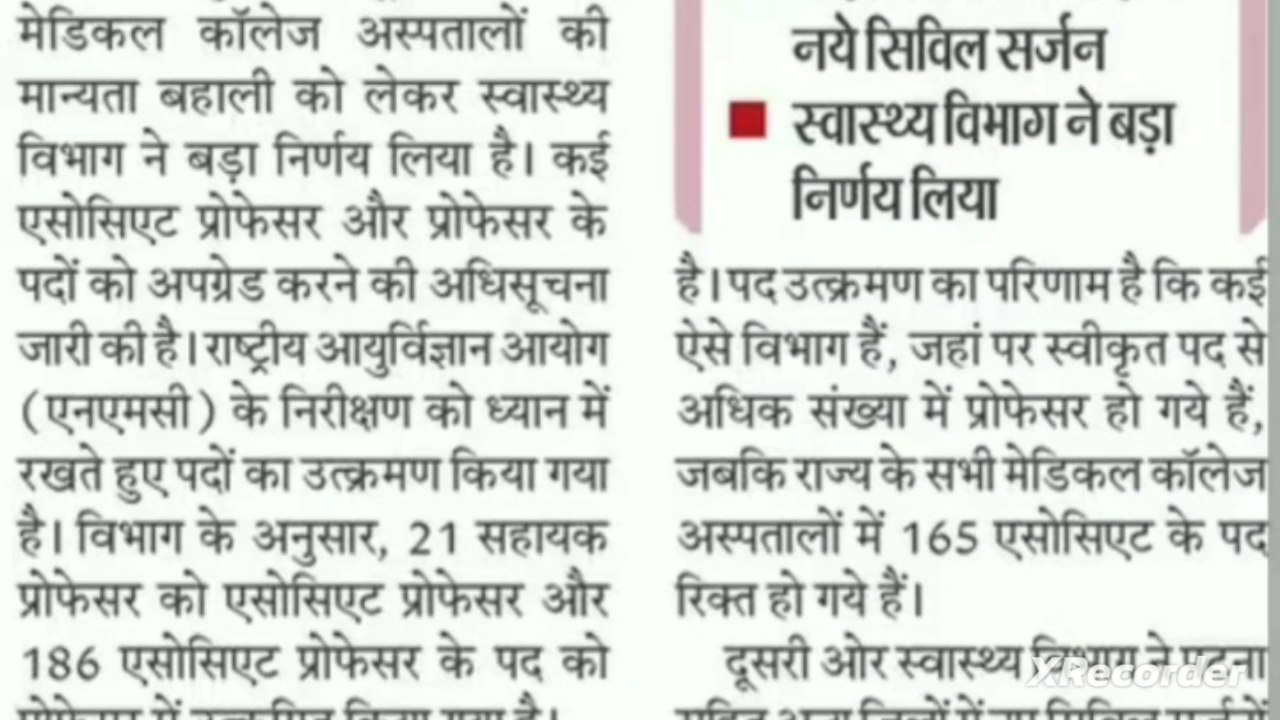 मेडिकल कॉलेज अस्पतालों की
मान्यता बहाली को लेकर स्वास्थ्य
विभाग ने बड़ा निर्णय लिया है। कई
एसोसिएट प्रोफेसर और प्रोफेसर के
पदों को अपग्रेड करने की अधिसूचना
जारी की है। राष्ट्रीय आयुर्विज्ञान आयोग
(एनएमसी) के निरीक्षण को ध्यान में
रखते हुए पदों का उत्क्रमण किया गया
है। विभाग के अनुसार, 21 सहायक
प्रोफेसर को एसोसिएट प्रोफेसर और
186 एसोसिएट प्रोफेसर के पद को
नये सिविल सर्जन
स्वास्थ्य विभाग ने बड़ा
निर्णय लिया
है। पद उत्क्रमण का परिणाम है कि कई
ऐसे विभाग हैं, जहां पर स्वीकृत पद से
अधिक संख्या में प्रोफेसर हो गये हैं,
जबकि राज्य के सभी मेडिकल कॉलेज
अस्पतालों में 165 एसोसिएट के पद
रिक्त हो गये हैं।
दूसरी ओर स्वास्थ्य विभाग ने पटना
XRecorder